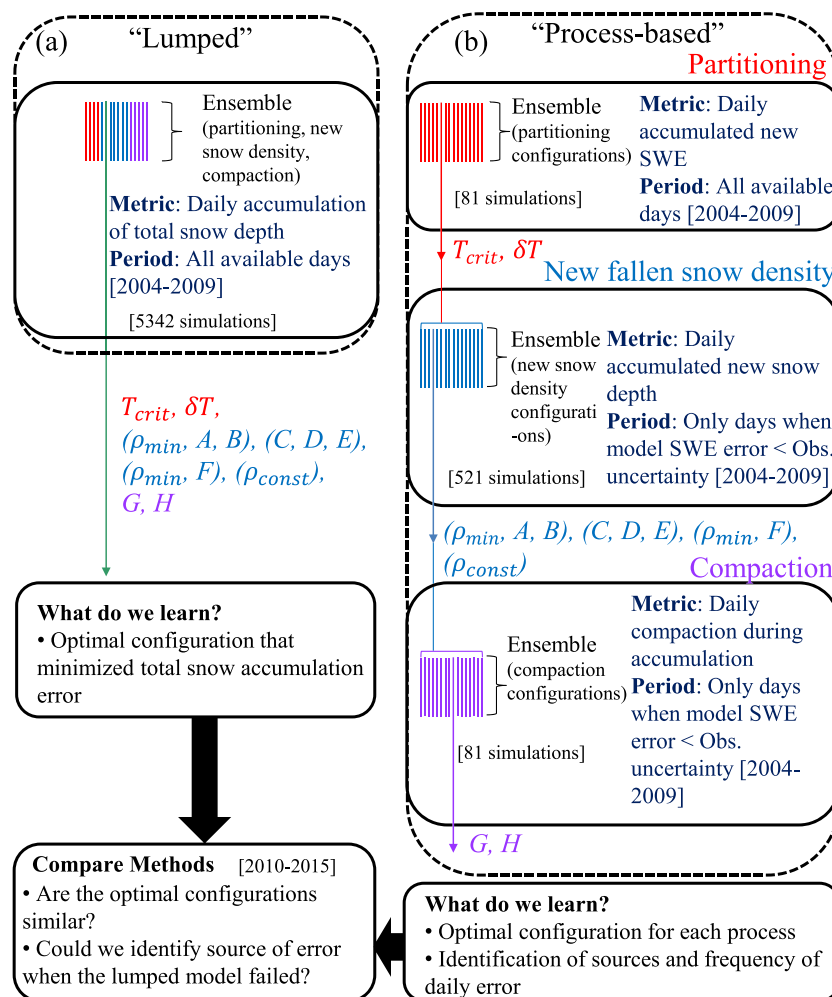 (a)
“Lumped”
Ensemble
(partitioning, new
snow density,
compaction)
Metric: Daily accumulation
of total snow depth
Period: All available days
[2004-2009]
[5342 simulations]
T_crit, δT,
(ρ_min, A, B), (C, D, E),
(ρ_min, F), (ρ_const),
G, H
What do we learn?
• Optimal configuration that
minimized total snow accumulation
error
(b)
“Process-based”
Partitioning
Ensemble
(partitioning
configurations)
[81 simulations]
Metric: Daily
accumulated new
SWE
Period: All available
days [2004-2009]
T_crit, δT
New fallen snow density
Ensemble
(new snow
density
configurati
-ons)
[521 simulations]
Metric: Daily
accumulated new snow
depth
Period: Only days when
model SWE error < Obs.
uncertainty [2004-2009]
(ρ_min, A, B), (C, D, E), (ρ_min, F),
(ρ_const)
Compaction
Ensemble
(compaction
configurations)
[81 simulations]
Metric: Daily
compaction during
accumulation
Period: Only days
when model SWE
error < Obs.
uncertainty [2004-
2009]
G, H
What do we learn?
• Optimal configuration for each process
• Identification of sources and frequency of
daily error
Compare Methods [2010-2015]
• Are the optimal configurations
similar?
• Could we identify source of error
when the lumped model failed?